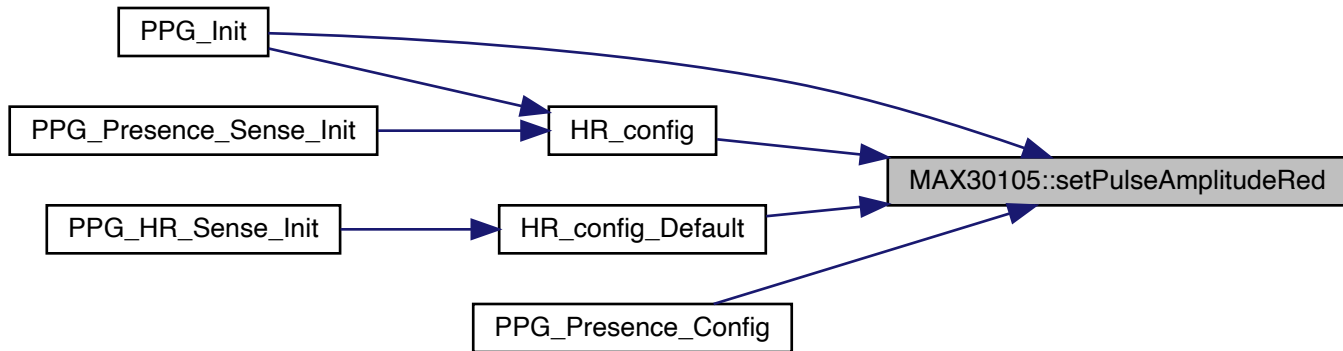 PPG_Init
PPG_Presence_Sense_Init
HR_config
MAX30105::setPulseAmplitudeRed
PPG_HR_Sense_Init
HR_config_Default
PPG_Presence_Config